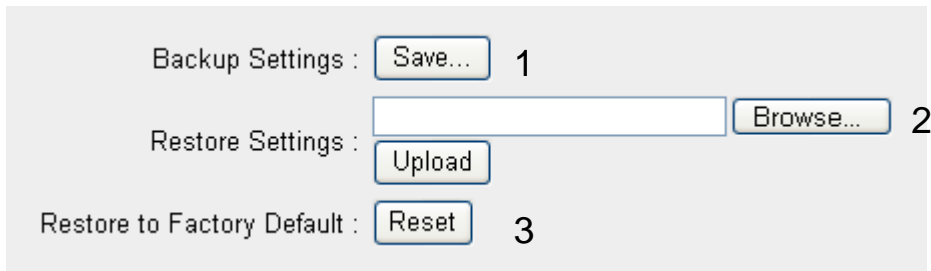 Backup Settings : Save... 1
Browse... 2
Restore Settings :
Upload
Restore to Factory Default : Reset 3